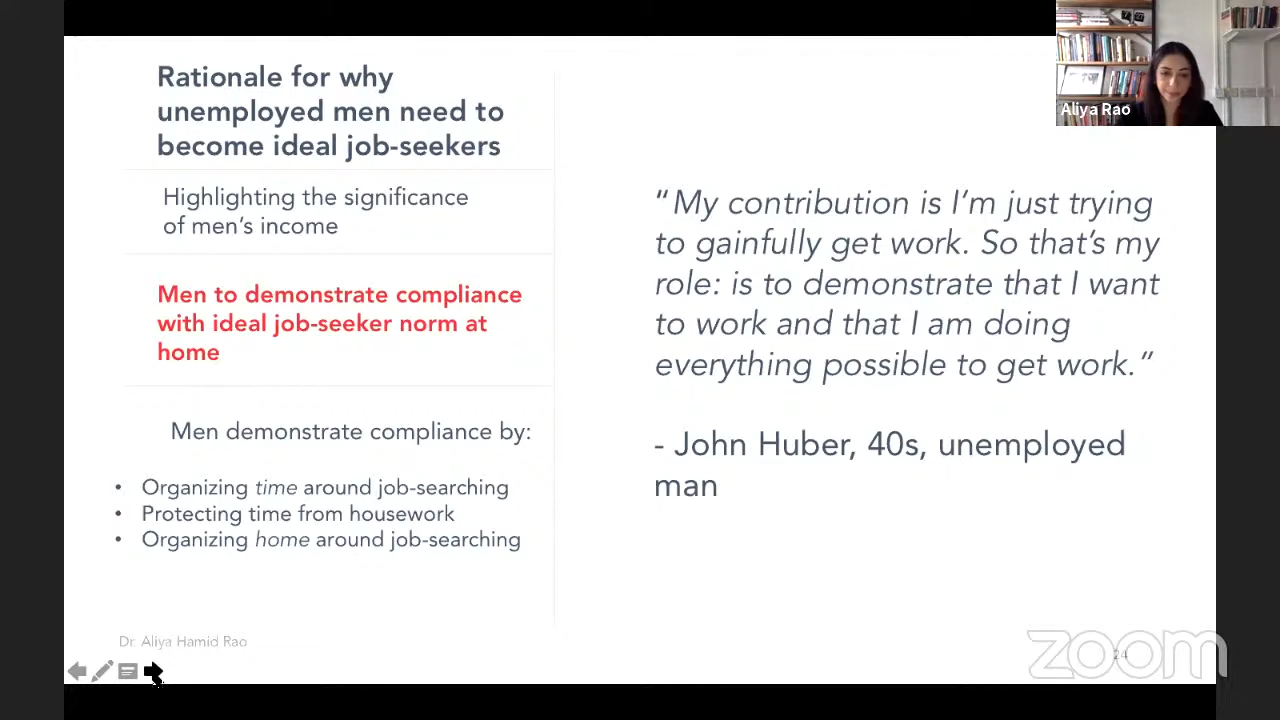 Rationale for why
unemployed men need to
become ideal job-seekers
Highlighting the significance
of men's income
Men to demonstrate compliance
with ideal job-seeker norm at
home
Men demonstrate compliance by:
• Organizing time around job-searching
• Protecting time from housework
• Organizing home around job-searching
Dr. Aliya Hamid Rao
“My contribution is I’m just trying
to gainfully get work. So that’s my
role: is to demonstrate that I want
to work and that I am doing
everything possible to get work.”
- John Huber, 40s, unemployed
man
Aliya Rao
zoom
24